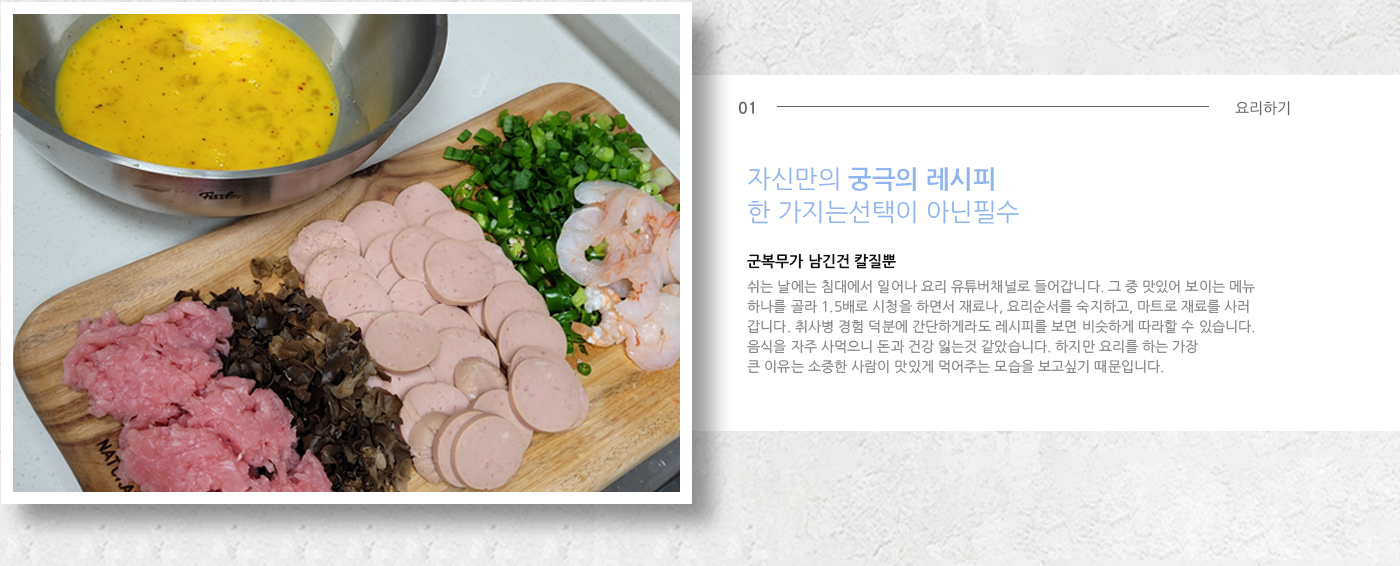 Fissler
NATURA
01
요리하기
자신만의 궁극의 레시피
한 가지는선택이 아닌필수
군복무가 남긴건 칼질뿐
쉬는 날에는 침대에서 일어나 요리 유튜버채널로 들어갑니다. 그 중 맛있어 보이는 메뉴
하나를 골라 1.5배로 시청을 하면서 재료나, 요리순서를 숙지하고, 마트로 재료를 사러
갑니다. 취사병 경험 덕분에 간단하게라도 레시피를 보면 비슷하게 따라할 수 있습니다.
음식을 자주 사먹으니 돈과 건강 잃는것 같았습니다. 하지만 요리를 하는 가장
큰 이유는 소중한 사람이 맛있게 먹어주는 모습을 보고싶기 때문입니다.